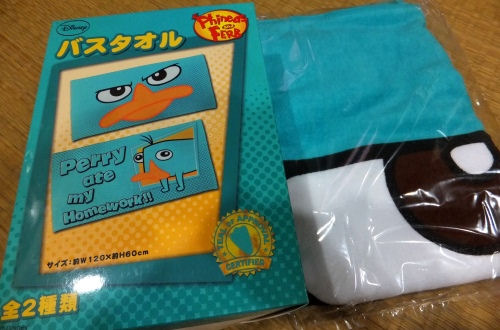 Disney
バスタオル
Phineas
and
FERB
Perry
ate
my
Homework!!
サイズ:約W120×約H60cm
CERTIFIED
全2種類